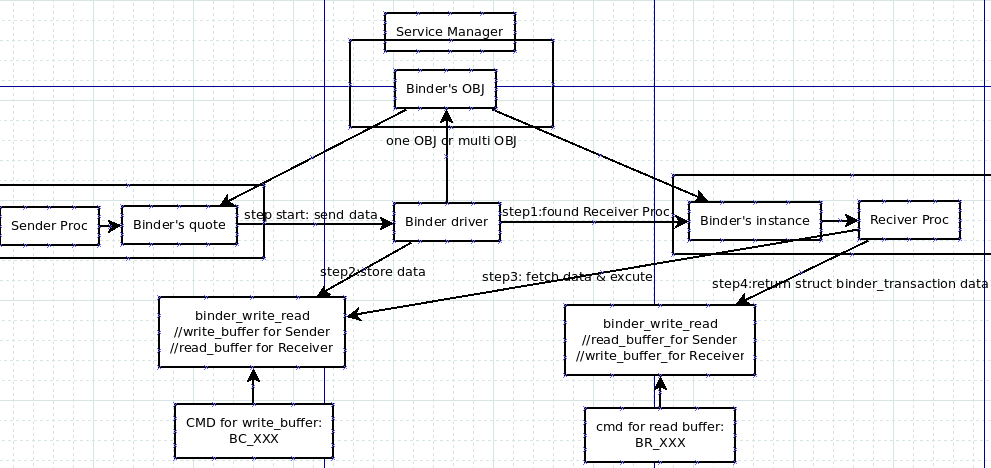 Service Manager
Binder's OBJ
one OBJ or multi OBJ
Sender Proc
Binder's quote
step start: send data
Binder driver
step1:found Receiver Proc
Binder's instance
Reciver Proc
step2:store data
step3: fetch data & excute
step4:return struct binder_transaction data
binder_write_read
//write_buffer for Sender
//read_buffer for Receiver
binder_write_read
//read_buffer_for Sender
//write_buffer_for Receiver
CMD for write_buffer:
BC_XXX
cmd for read buffer:
BR_XXX